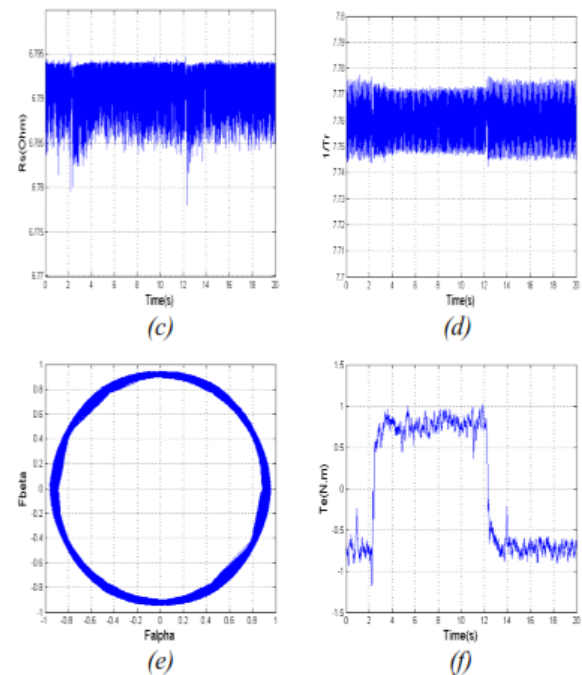 6.795
6.79
6.785
6.78
6.775
6.77
Rs(Ohm)
0 2 4 6 8 10 12 14 16 18 20
Time(s)
(c)
7.8
7.79
7.78
7.77
7.76
7.75
7.74
7.73
7.72
7.71
7.7
1/Tr
0 2 4 6 8 10 12 14 16 18 20
Time(s)
(d)
1
0.8
0.6
0.4
0.2
0
-0.2
-0.4
-0.6
-0.8
-1
Fbeta
-1 -0.8 -0.6 -0.4 -0.2 0 0.2 0.4 0.6 0.8 1
Falpha
(e)
1.5
1
0.5
0
-0.5
-1
-1.5
Te(N.m)
0 2 4 6 8 10 12 14 16 18 20
Time(s)
(f)